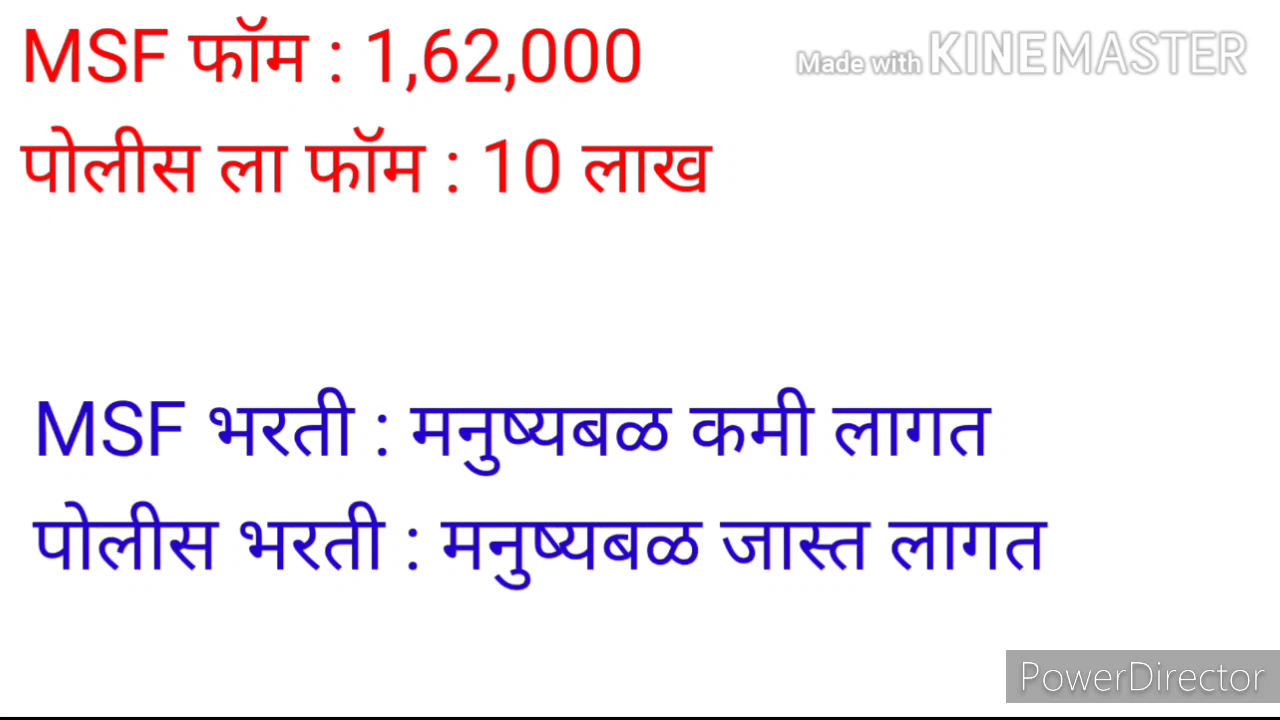 MSF फॉम : 1,62,000
Made with KINEMASTER
पोलीस ला फॉम : 10 लाख
MSF भरती : मनुष्यबळ कमी लागत
पोलीस भरती : मनुष्यबळ जास्त लागत
PowerDirector